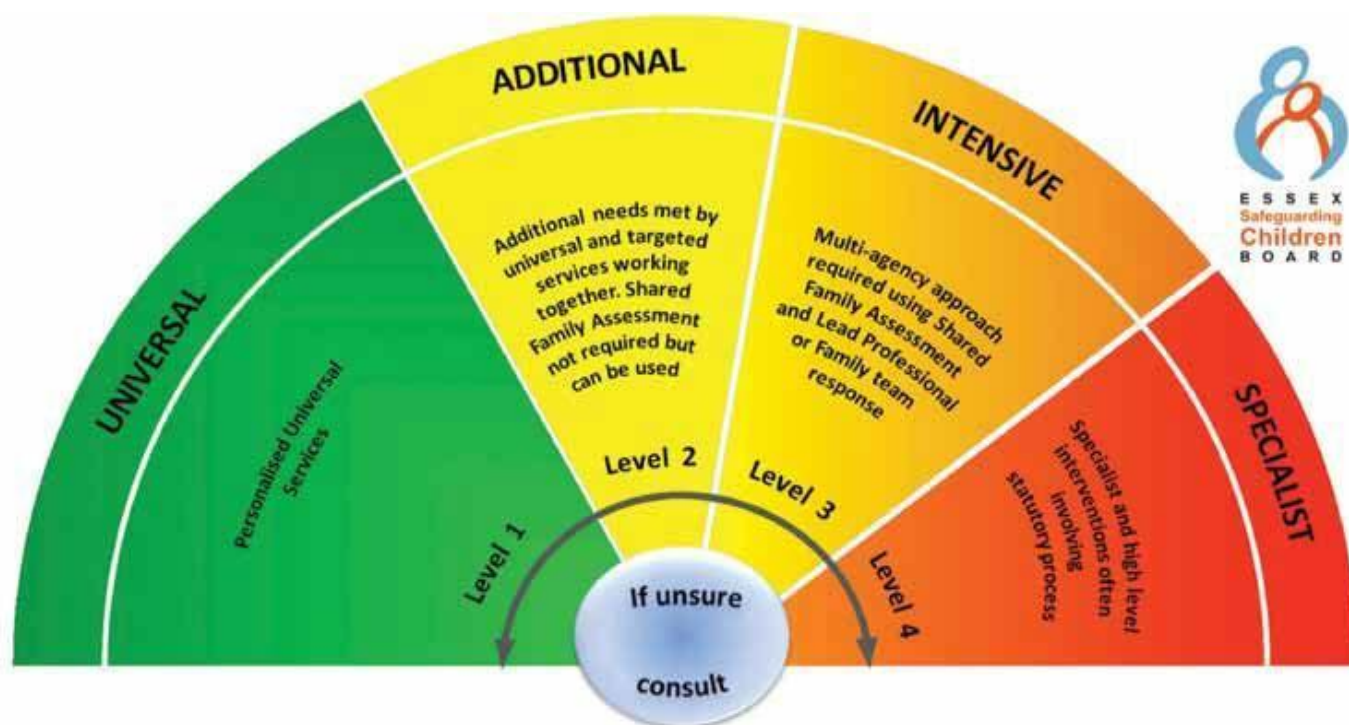 UNIVERSAL
Personalised Universal
Services
Level 1
ADDITIONAL
Additional needs met by
universal and targeted
services working
together. Shared
Family Assessment
not required but
can be used
Level 2
INTENSIVE
Multi-agency approach
required using Shared
Family Assessment
and Lead Professional
or Family team
response
Level 3
SPECIALIST
Specialist and high level
interventions often
involving
statutory process
Level 4
If unsure
consult
ESSEX
Safeguarding
Children
BOARD